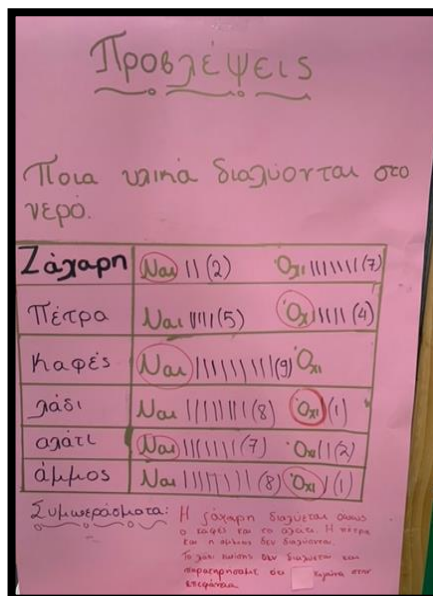 Προβλέψεις
Ποια υλικά διαλύονται στο
νερό.
Ζάχαρη Ναι || (2) Όχι ||||||| (7)
Πέτρα Ναι ||||| (5) Όχι |||| (4)
Καφές Ναι ||||||||| (9) Όχι
λάδι Ναι |||||||| (8) Όχι | (1)
αλάτι Ναι ||||||| (7) Όχι || (2)
άμμος Ναι |||||||| (8) Όχι | (1)
Συμπεράσματα: Η ζάχαρη διαλύεται όπως
ο καφές και το αλάτι. Η πέτρα
και η άμμος δεν διαλύονται.
Το λάδι επίσης δεν διαλύεται και
παρατηρήσαμε ότι στην
επιφάνεια.